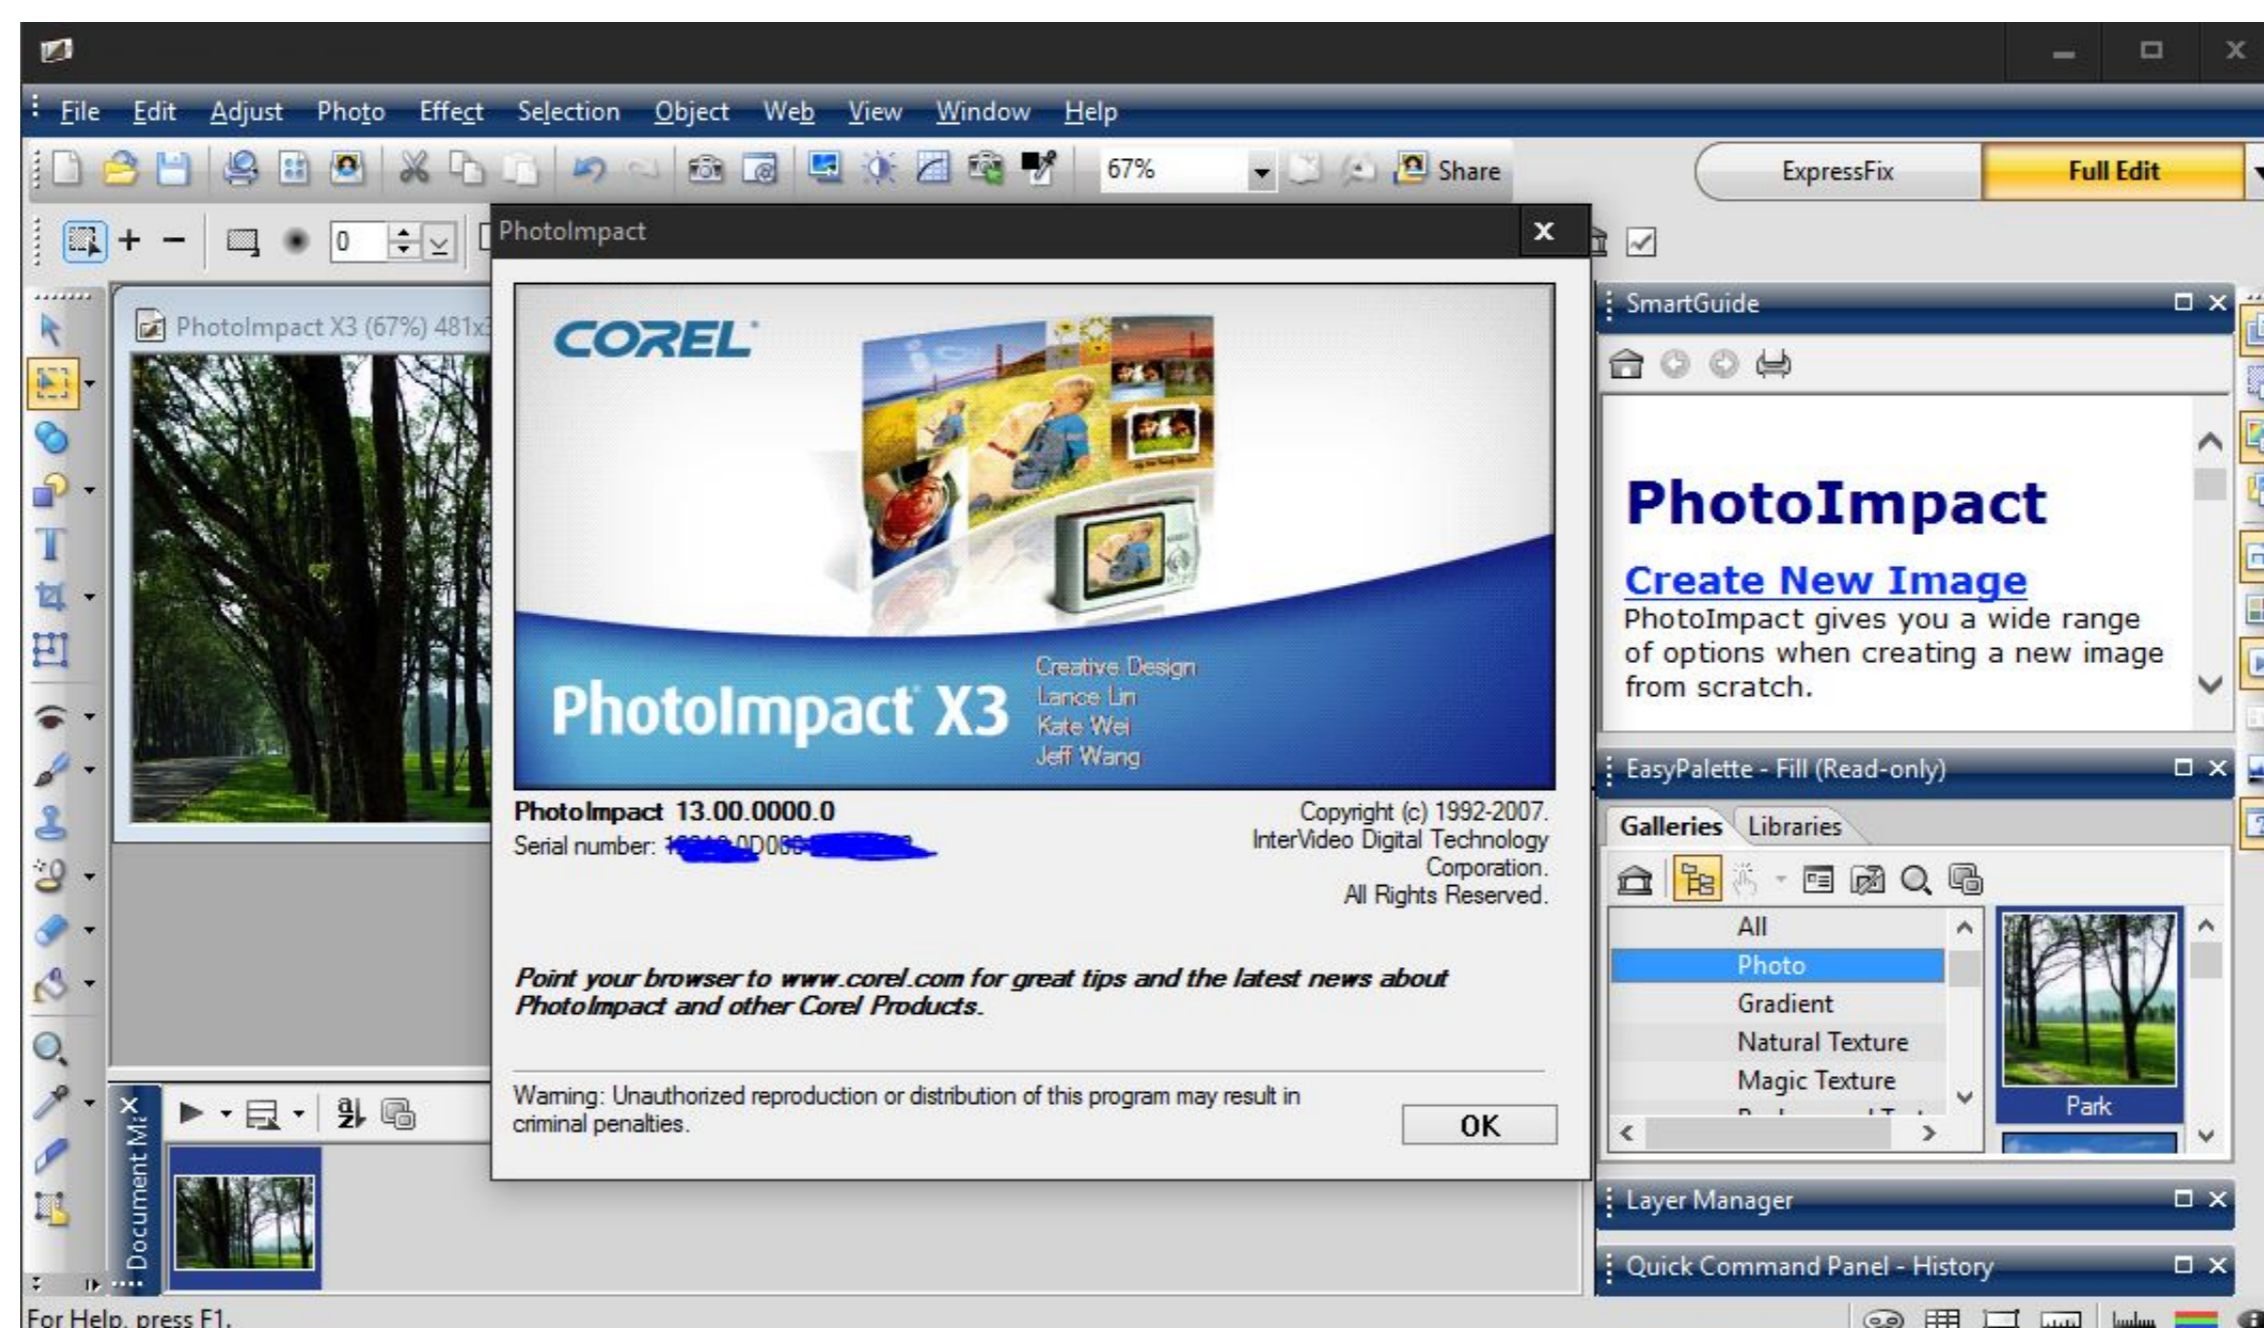 File Edit Adjust Photo Effect Selection Object Web View Window Help
67% Share ExpressFix Full Edit
0
PhotoImpact
PhotoImpact X3 (67%) 481x3
COREL
PhotoImpact X3
Creative Design
Lance Lin
Kate Wei
Jeff Wang
PhotoImpact 13.00.0000.0
Serial number:
Copyright (c) 1992-2007.
InterVideo Digital Technology
Corporation.
All Rights Reserved.
Point your browser to www.corel.com for great tips and the latest news about
PhotoImpact and other Corel Products.
Warning: Unauthorized reproduction or distribution of this program may result in
criminal penalties.
OK
SmartGuide
PhotoImpact
Create New Image
PhotoImpact gives you a wide range
of options when creating a new image
from scratch.
EasyPalette - Fill (Read-only)
Galleries Libraries
All
Photo
Gradient
Natural Texture
Magic Texture
Park
Layer Manager
Quick Command Panel - History
Document Ma
For Help, press F1.